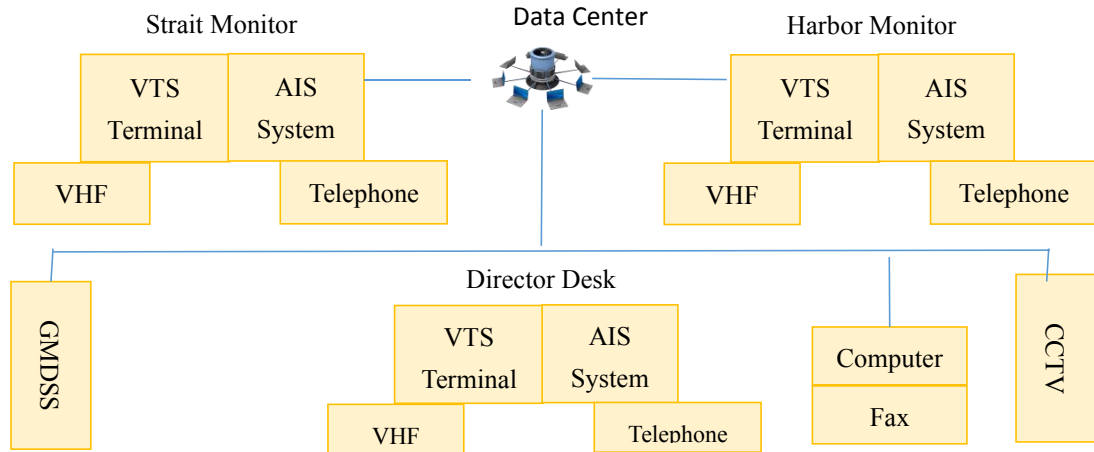 Strait Monitor
Data Center
Harbor Monitor
VTS
Terminal
AIS
System
VHF
Telephone
VTS
Terminal
AIS
System
VHF
Telephone
Director Desk
GMDSS
VTS
Terminal
AIS
System
VHF
Telephone
Computer
Fax
CCTV